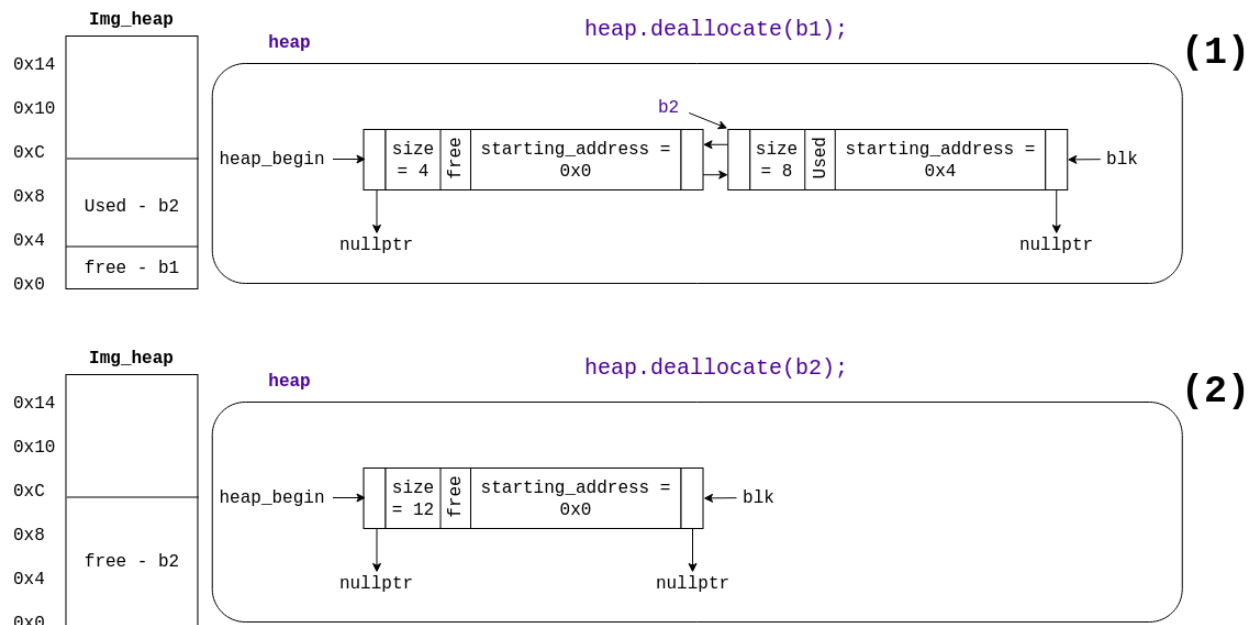 Img_heap
heap.deallocate(b1);
(1)
heap
0x14
0x10
0xC
0x8
0x4
0x0
Used - b2
free - b1
b2
heap_begin
size
= 4
free
starting_address =
0x0
size
= 8
Used
starting_address =
0x4
blk
nullptr
nullptr
Img_heap
heap.deallocate(b2);
(2)
heap
0x14
0x10
0xC
0x8
0x4
0x0
free - b2
heap_begin
size
= 12
free
starting_address =
0x0
blk
nullptr
nullptr